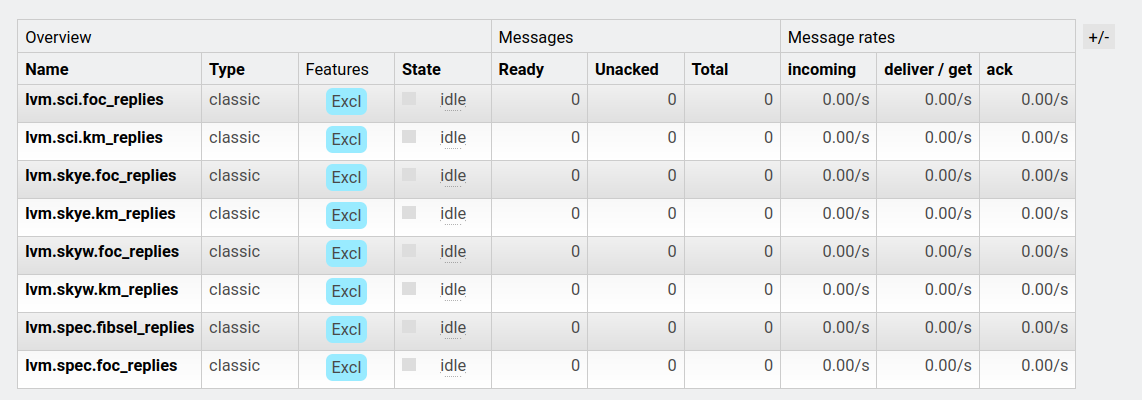 Overview Messages Message rates +/-
Name Type Features State Ready Unacked Total incoming deliver / get ack
lvm.sci.foc_replies classic Excl idle 0 0 0 0.00/s 0.00/s 0.00/s
lvm.sci.km_replies classic Excl idle 0 0 0 0.00/s 0.00/s 0.00/s
lvm.skye.foc_replies classic Excl idle 0 0 0 0.00/s 0.00/s 0.00/s
lvm.skye.km_replies classic Excl idle 0 0 0 0.00/s 0.00/s 0.00/s
lvm.skyw.foc_replies classic Excl idle 0 0 0 0.00/s 0.00/s 0.00/s
lvm.skyw.km_replies classic Excl idle 0 0 0 0.00/s 0.00/s 0.00/s
lvm.spec.fibsel_replies classic Excl idle 0 0 0 0.00/s 0.00/s 0.00/s
lvm.spec.foc_replies classic Excl idle 0 0 0 0.00/s 0.00/s 0.00/s